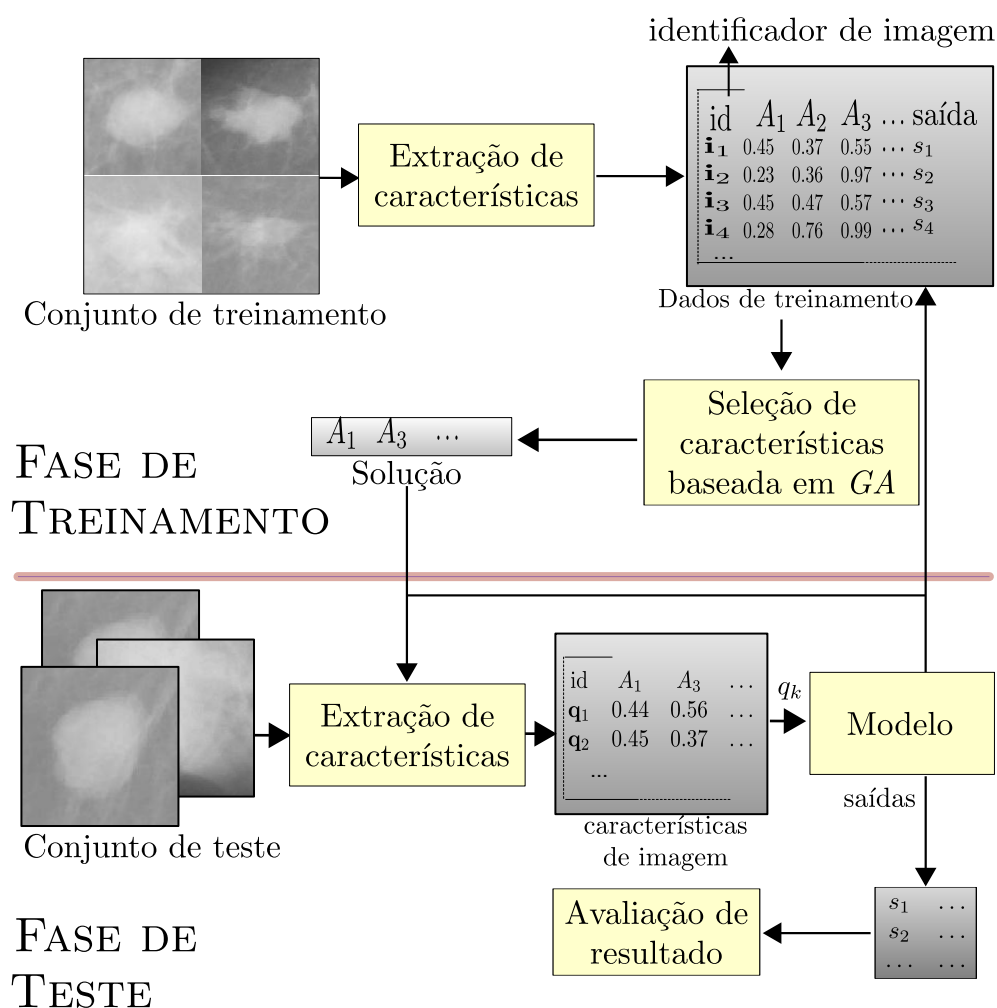 identificador de imagem
id A1 A2 A3 ... saída
i1 0.45 0.37 0.55 ... s1
i2 0.23 0.36 0.97 ... s2
i3 0.45 0.47 0.57 ... s3
i4 0.28 0.76 0.99 ... s4
...
Extração de
características
Conjunto de treinamento
Dados de treinamento
Seleção de
características
baseada em GA
A1 A3 ...
Solução
FASE DE
TREINAMENTO
id A1 A3 ...
q1 0.44 0.56 ...
q2 0.45 0.37 ...
...
qk
Extração de
características
Modelo
Conjunto de teste
características
de imagem
saídas
s1 ...
s2 ...
... ...
Avaliação de
resultado
FASE DE
TESTE